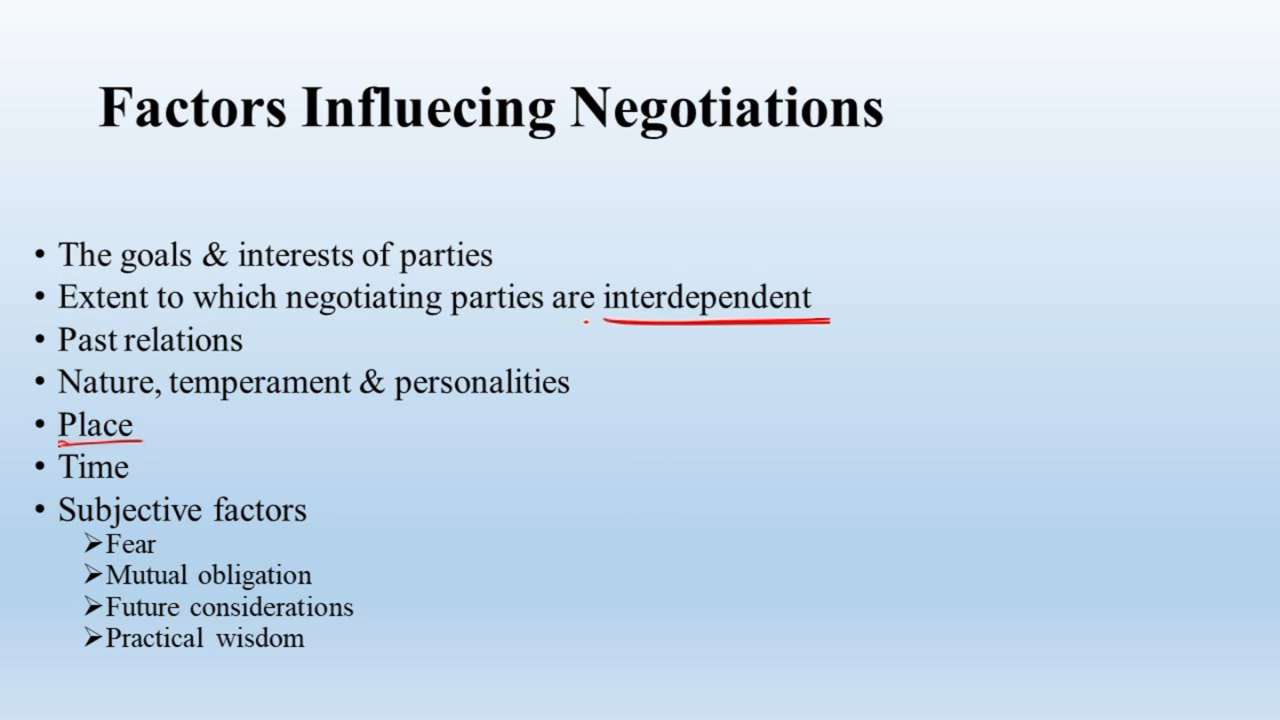 Factors Influecing Negotiations
• The goals & interests of parties
• Extent to which negotiating parties are interdependent
• Past relations
• Nature, temperament & personalities
• Place
• Time
• Subjective factors
➢Fear
➢Mutual obligation
➢Future considerations
➢Practical wisdom